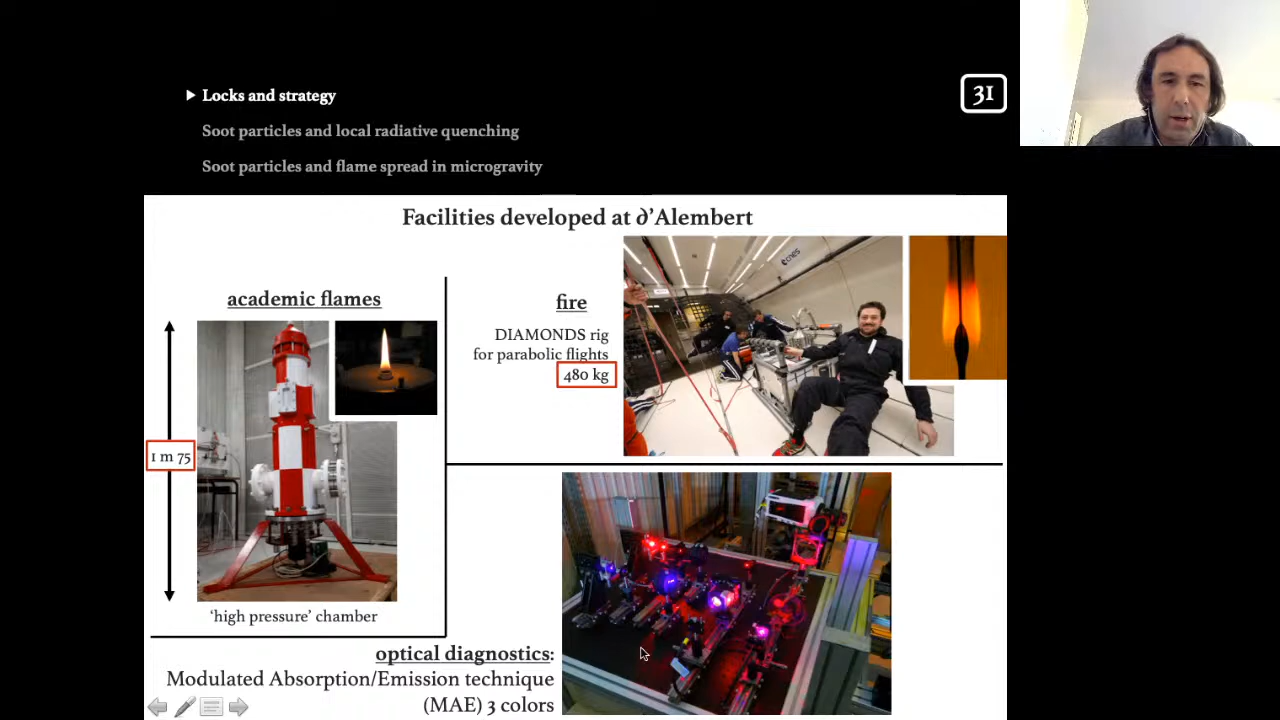 ▶ Locks and strategy
31
Soot particles and local radiative quenching
Soot particles and flame spread in microgravity
Facilities developed at ∂’Alembert
academic flames
1 m 75
‘high pressure’ chamber
fire
DIAMONDS rig
for parabolic flights
480 kg
cnes
optical diagnostics:
Modulated Absorption/Emission technique
(MAE) 3 colors